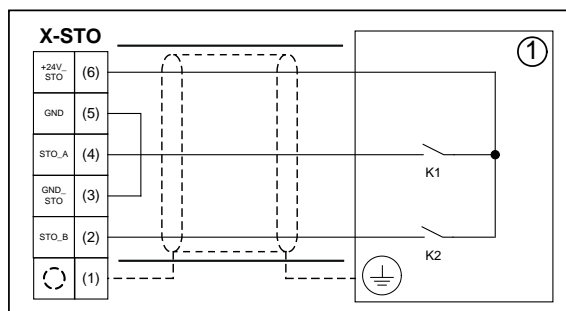 X-STO
1
+24V_
STO
(6)
GND
(5)
STO_A
(4)
K1
GND_
STO
(3)
STO_B
(2)
K2
(1)